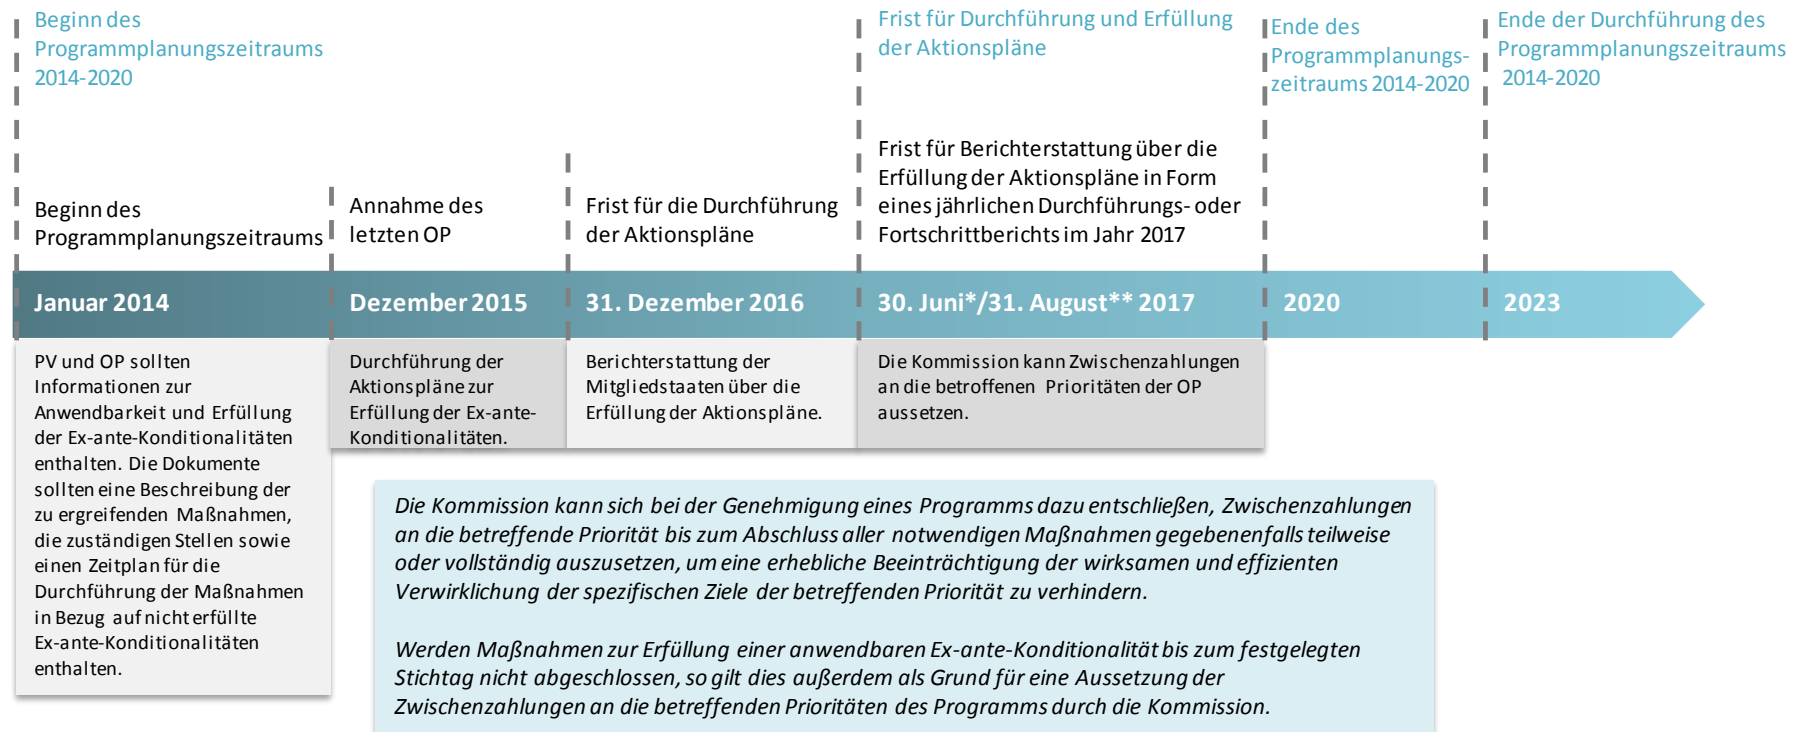 Beginn des
Programmplanungszeitraums
2014-2020
Frist für Durchführung und Erfüllung
der Aktionspläne
Ende des
Programmplanungs-
zeitraums 2014-2020
Ende der Durchführung des
Programmplanungszeitraums
2014-2020
Beginn des
Programmplanungszeitraums
Annahme des
letzten OP
Frist für die Durchführung
der Aktionspläne
Frist für Berichterstattung über die
Erfüllung der Aktionspläne in Form
eines jährlichen Durchführungs- oder
Fortschrittberichts im Jahr 2017
Januar 2014
Dezember 2015
31. Dezember 2016
30. Juni*/31. August** 2017
2020
2023
PV und OP sollten
Informationen zur
Anwendbarkeit und Erfüllung
der Ex-ante-Konditionalitäten
enthalten. Die Dokumente
sollten eine Beschreibung der
zu ergreifenden Maßnahmen,
die zuständigen Stellen sowie
einen Zeitplan für die
Durchführung der Maßnahmen
in Bezug auf nicht erfüllte
Ex-ante-Konditionalitäten
enthalten.
Durchführung der
Aktionspläne zur
Erfüllung der Ex-ante-
Konditionalitäten.
Berichterstattung der
Mitgliedstaaten über die
Erfüllung der Aktionspläne.
Die Kommission kann Zwischenzahlungen
an die betroffenen Prioritäten der OP
aussetzen.
Die Kommission kann sich bei der Genehmigung eines Programms dazu entschließen, Zwischenzahlungen
an die betreffende Priorität bis zum Abschluss aller notwendigen Maßnahmen gegebenenfalls teilweise
oder vollständig auszusetzen, um eine erhebliche Beeinträchtigung der wirksamen und effizienten
Verwirklichung der spezifischen Ziele der betreffenden Priorität zu verhindern.
Werden Maßnahmen zur Erfüllung einer anwendbaren Ex-ante-Konditionalität bis zum festgelegten
Stichtag nicht abgeschlossen, so gilt dies außerdem als Grund für eine Aussetzung der
Zwischenzahlungen an die betreffenden Prioritäten des Programms durch die Kommission.